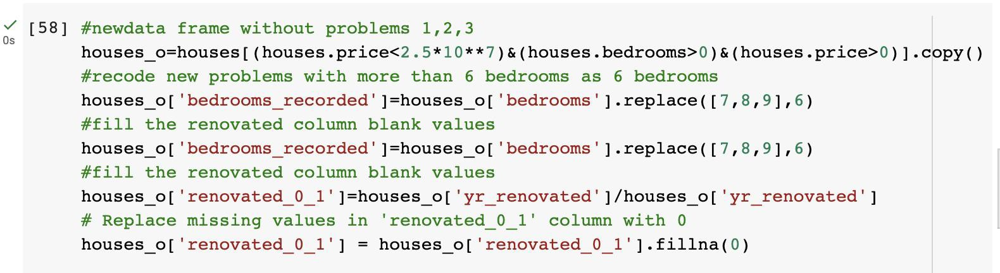 [58] #newdata frame without problems 1,2,3
0s
houses_o=houses[(houses.price<2.5*10**7)&(houses.bedrooms>0)&(houses.price>0)].copy()
#recode new problems with more than 6 bedrooms as 6 bedrooms
houses_o['bedrooms_recorded']=houses_o['bedrooms'].replace([7,8,9],6)
#fill the renovated column blank values
houses_o['bedrooms_recorded']=houses_o['bedrooms'].replace([7,8,9],6)
#fill the renovated column blank values
houses_o['renovated_0_1']=houses_o['yr_renovated']/houses_o['yr_renovated']
# Replace missing values in 'renovated_0_1' column with 0
houses_o['renovated_0_1'] = houses_o['renovated_0_1'].fillna(0)